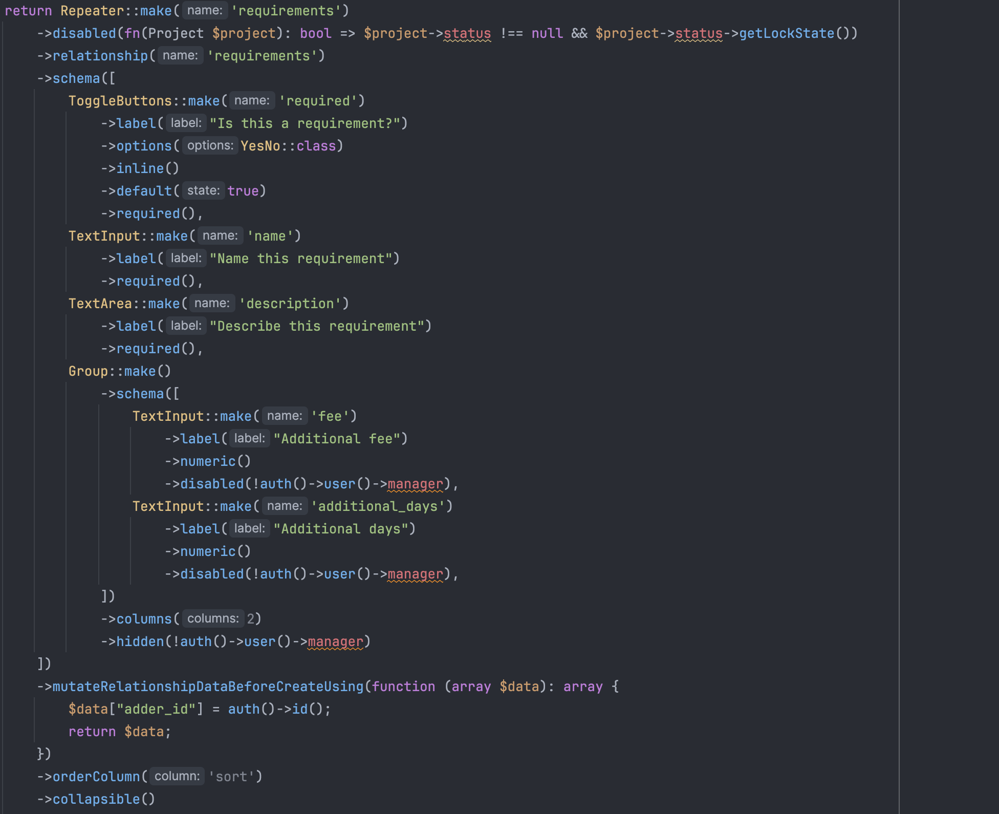 return Repeater::make( name: 'requirements')
    ->disabled(fn(Project $project): bool => $project->status !== null && $project->status->getLockState())
    ->relationship( name: 'requirements')
    ->schema([
        ToggleButtons::make( name: 'required')
            ->label( label: "Is this a requirement?")
            ->options( options: YesNo::class)
            ->inline()
            ->default( state: true)
            ->required(),
        TextInput::make( name: 'name')
            ->label( label: "Name this requirement")
            ->required(),
        TextArea::make( name: 'description')
            ->label( label: "Describe this requirement")
            ->required(),
        Group::make()
            ->schema([
                TextInput::make( name: 'fee')
                    ->label( label: "Additional fee")
                    ->numeric()
                    ->disabled(!auth()->user()->manager),
                TextInput::make( name: 'additional_days')
                    ->label( label: "Additional days")
                    ->numeric()
                    ->disabled(!auth()->user()->manager),
            ])
            ->columns( columns: 2)
            ->hidden(!auth()->user()->manager)
    ])
    ->mutateRelationshipDataBeforeCreateUsing(function (array $data): array {
        $data["adder_id"] = auth()->id();
        return $data;
    })
    ->orderColumn( column: 'sort')
    ->collapsible()